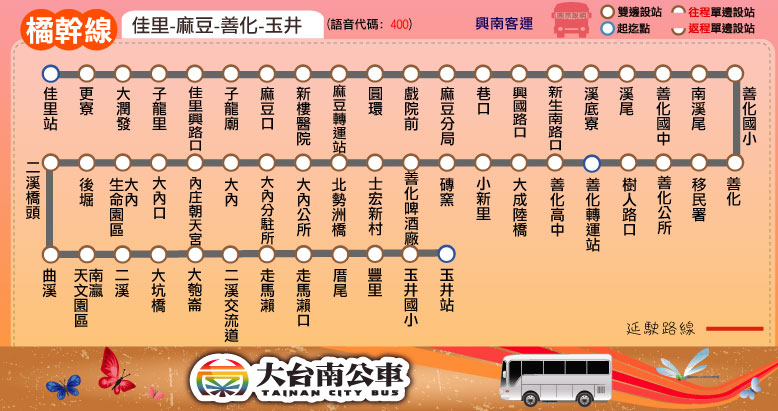 橘幹線
佳里-麻豆-善化-玉井
(語音代碼: 400)
興南客運
雙邊設站
往程單邊設站
起迄點
返程單邊設站
佳里站
更寮
大潤發
子龍里
佳里興路口
子龍廟
麻豆口
新樓醫院
麻豆轉運站
圓環
戲院前
麻豆分局
巷口
興國路口
新生南路口
溪底寮
溪尾
善化國中
南溪尾
善化國小
善化
移民署
善化公所
樹人路口
善化轉運站
善化高中
大成陸橋
小新里
磚窯
善化啤酒廠
士宏新村
北勢洲橋
大內公所
大內分駐所
大內
內庄朝天宮
大內口
大內
生命園區
後堀
二溪橋頭
曲溪
南瀛
天文園區
二溪
大坑橋
大匏崙
二溪交流道
走馬瀨
走馬瀨口
厝尾
豐里
玉井國小
玉井站
延駛路線
大台南公車
TAINAN CITY BUS